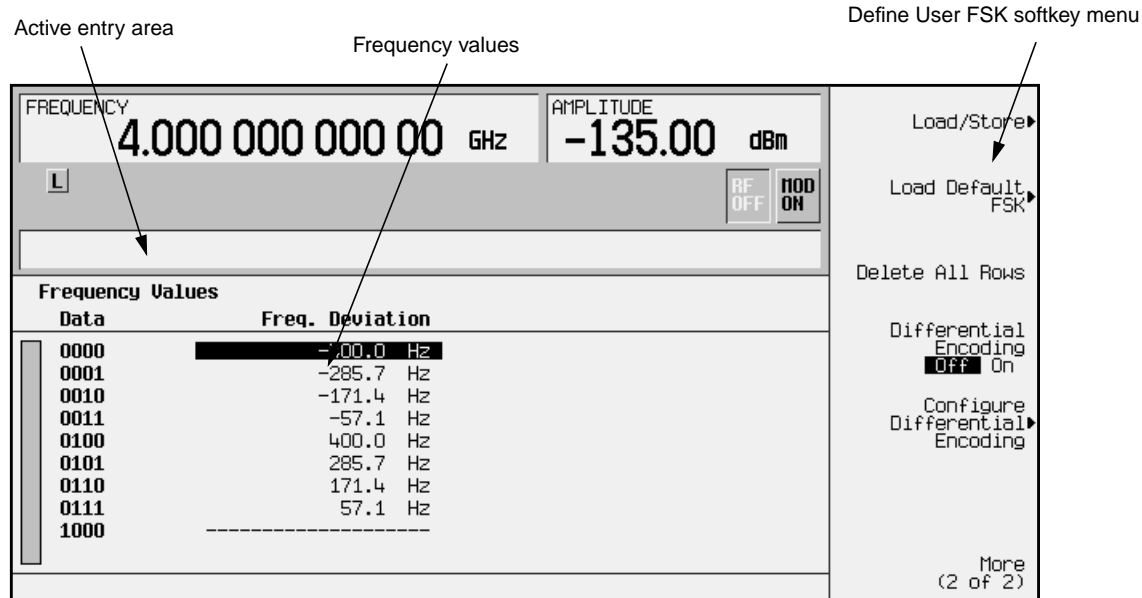 Active entry area
Frequency values
Define User FSK softkey menu
FREQUENCY
4.000 000 000 00 GHz
AMPLITUDE
-135.00 dBm
L
RF OFF
MOD ON
Load/Store
Load Default FSK
Delete All Rows
Differential Encoding
Off On
Configure Differential Encoding
More
(2 of 2)
Frequency Values
Data Freq. Deviation
0000 Hz
0001 -285.7 Hz
0010 -171.4 Hz
0011 -57.1 Hz
0100 400.0 Hz
0101 285.7 Hz
0110 171.4 Hz
0111 57.1 Hz
1000 --------------------